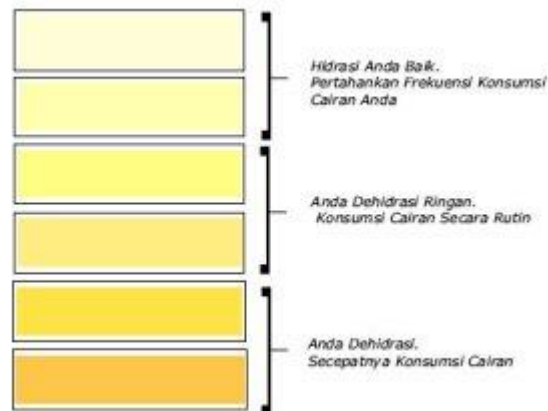 Hidrasi Anda Baik.
Pertahankan Frekuensi Konsumsi
Cairan Anda
Anda Dehidrasi Ringan.
Konsumsi Cairan Secara Rutin
Anda Dehidrasi.
Secepatnya Konsumsi Cairan